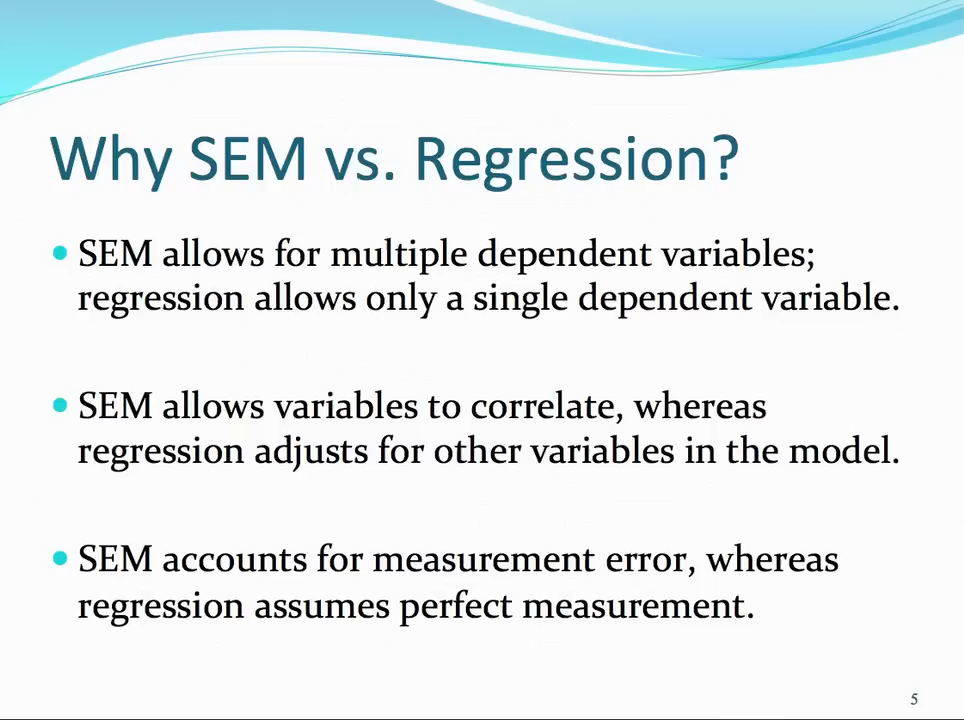 Why SEM vs. Regression?
• SEM allows for multiple dependent variables;
regression allows only a single dependent variable.
• SEM allows variables to correlate, whereas
regression adjusts for other variables in the model.
• SEM accounts for measurement error, whereas
regression assumes perfect measurement.
5